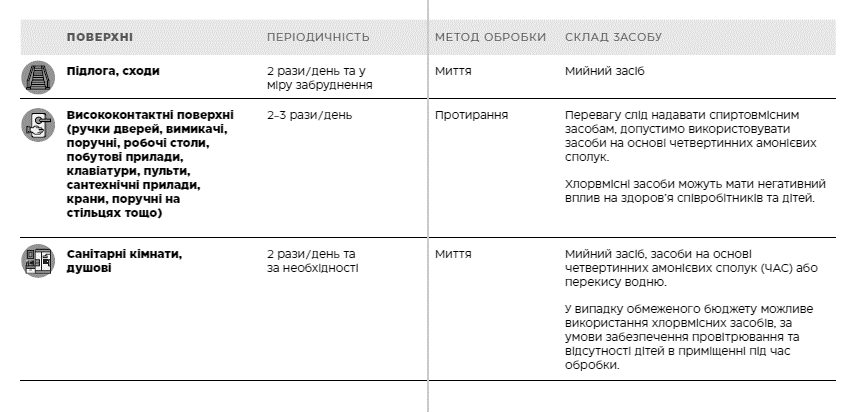 ПОВЕРХНІ ПЕРІОДИЧНІСТЬ МЕТОД ОБРОБКИ СКЛАД ЗАСОБУ
Підлога, сходи
2 рази/день та у
міру забруднення
Миття
Мийний засіб
Висококонтактні поверхні
(ручки дверей, вимикачі,
поручні, робочі столи,
побутові прилади,
клавіатури, пульти,
сантехнічні прилади,
крани, поручні на
стільцях тощо)
2–3 рази/день
Протирання
Перевагу слід надавати спиртовмісним
засобам, допустимо використовувати
засоби на основі четвертинних амонієвих
сполук.
Хлорвмісні засоби можуть мати негативний
вплив на здоров’я співробітників та дітей.
Санітарні кімнати,
душові
2 рази/день та
за необхідності
Миття
Мийний засіб, засоби на основі
четвертинних амонієвих сполук (ЧАС) або
перекису водню.
У випадку обмеженого бюджету можливе
використання хлорвмісних засобів, за
умови забезпечення провітрювання та
відсутності дітей в приміщенні під час
обробки.